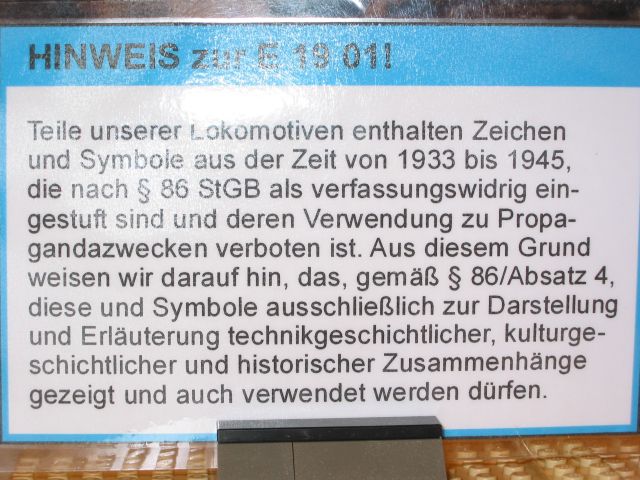 HINWEIS zur E 19 01!
Teile unserer Lokomotiven enthalten Zeichen
und Symbole aus der Zeit von 1933 bis 1945,
die nach § 86 StGB als verfassungswidrig ein-
gestuft sind und deren Verwendung zu Propa-
gandazwecken verboten ist. Aus diesem Grund
weisen wir darauf hin, das, gemäß § 86/Absatz 4,
diese und Symbole ausschließlich zur Darstellung
und Erläuterung technikgeschichtlicher, kulturge-
schichtlicher und historischer Zusammenhänge
gezeigt und auch verwendet werden dürfen.